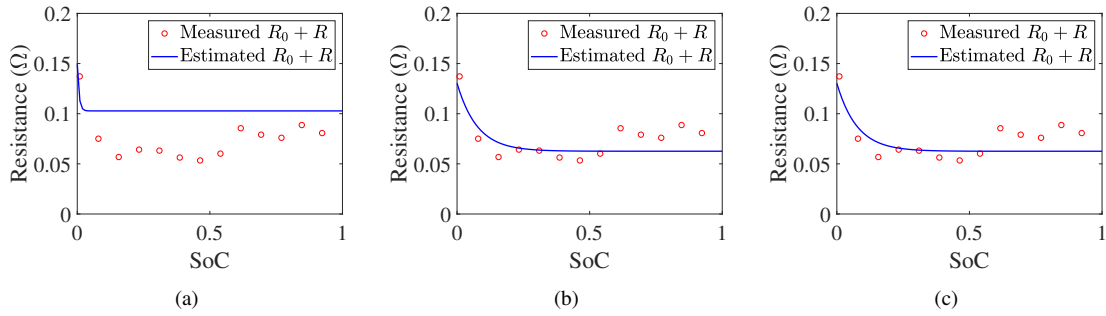 0.2
0.15
0.1
0.05
0
Resistance (Ω)
Measured R₀ + R
Estimated R₀ + R
0
0.5
1
SoC
(a)
0.2
0.15
0.1
0.05
0
Resistance (Ω)
Measured R₀ + R
Estimated R₀ + R
0
0.5
1
SoC
(b)
0.2
0.15
0.1
0.05
0
Resistance (Ω)
Measured R₀ + R
Estimated R₀ + R
0
0.5
1
SoC
(c)